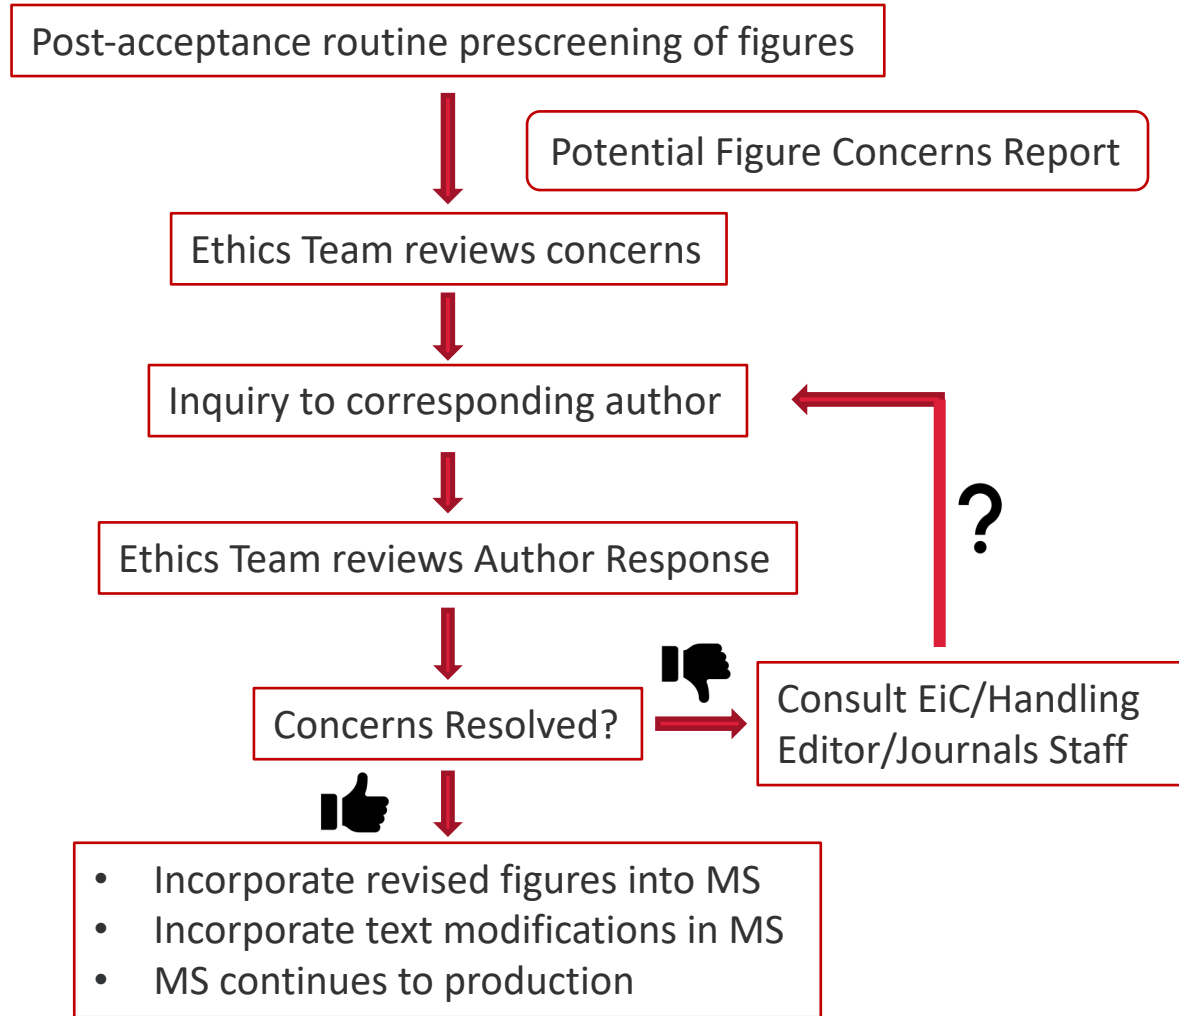 Post-acceptance routine prescreening of figures
Potential Figure Concerns Report
Ethics Team reviews concerns
Inquiry to corresponding author
?
Ethics Team reviews Author Response
Concerns Resolved?
Consult EiC/Handling
Editor/Journals Staff
• Incorporate revised figures into MS
• Incorporate text modifications in MS
• MS continues to production